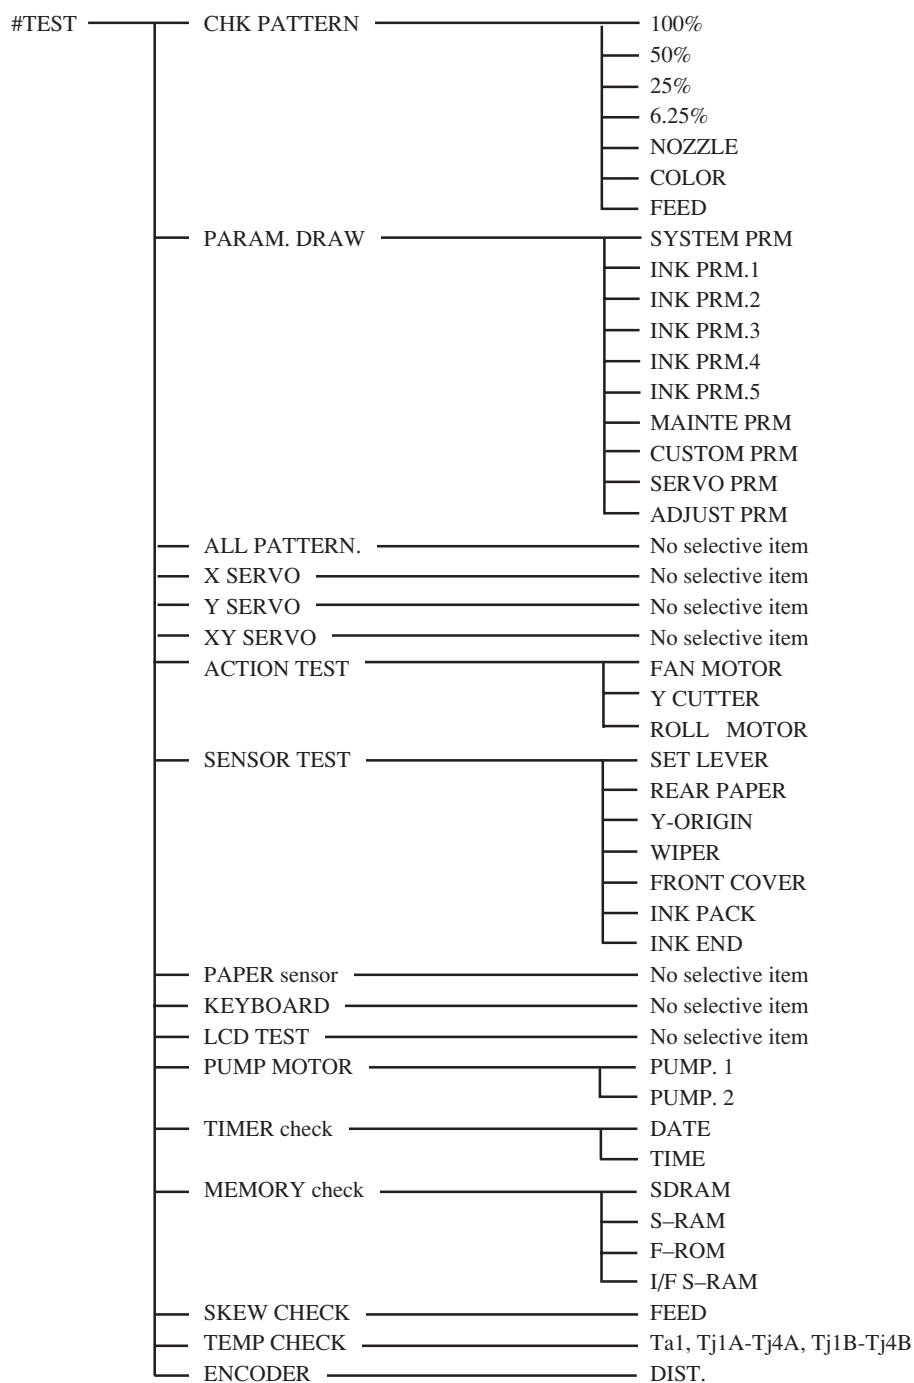 #TEST CHK PATTERN 100%
50%
25%
6.25%
NOZZLE
COLOR
FEED
PARAM. DRAW SYSTEM PRM
INK PRM.1
INK PRM.2
INK PRM.3
INK PRM.4
INK PRM.5
MAINTE PRM
CUSTOM PRM
SERVO PRM
ADJUST PRM
ALL PATTERN. No selective item
X SERVO No selective item
Y SERVO No selective item
XY SERVO No selective item
ACTION TEST FAN MOTOR
Y CUTTER
ROLL MOTOR
SENSOR TEST SET LEVER
REAR PAPER
Y-ORIGIN
WIPER
FRONT COVER
INK PACK
INK END
PAPER sensor No selective item
KEYBOARD No selective item
LCD TEST No selective item
PUMP MOTOR PUMP. 1
PUMP. 2
TIMER check DATE
TIME
MEMORY check SDRAM
S–RAM
F–ROM
I/F S–RAM
SKEW CHECK FEED
TEMP CHECK Ta1, Tj1A-Tj4A, Tj1B-Tj4B
ENCODER DIST.